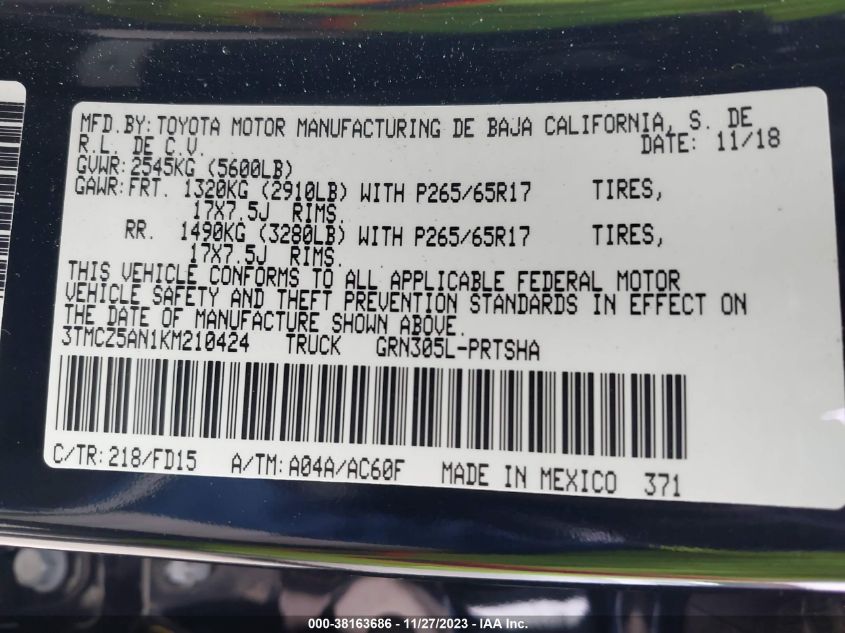 MFD.BY:TOYOTA MOTOR MANUFACTURING DE BAJA CALIFORNIA, S. DE
R.L. DE C.V. DATE: 11/18
GVWR:2545KG (5600LB)
GAWR:FRT. 1320KG (2910LB) WITH P265/65R17 TIRES,
17X7.5J RIMS.
RR. 1490KG (3280LB) WITH P265/65R17 TIRES,
17X7.5J RIMS.
THIS VEHICLE CONFORMS TO ALL APPLICABLE FEDERAL MOTOR
VEHICLE SAFETY AND THEFT PREVENTION STANDARDS IN EFFECT ON
THE DATE OF MANUFACTURE SHOWN ABOVE.
3TMCZ5AN1KM210424 TRUCK GRN305L-PRTSHA
C/TR:218/FD15 A/TM:A04A/AC60F MADE IN MEXICO 371
000-38163686 - 11/27/2023 - IAA Inc.